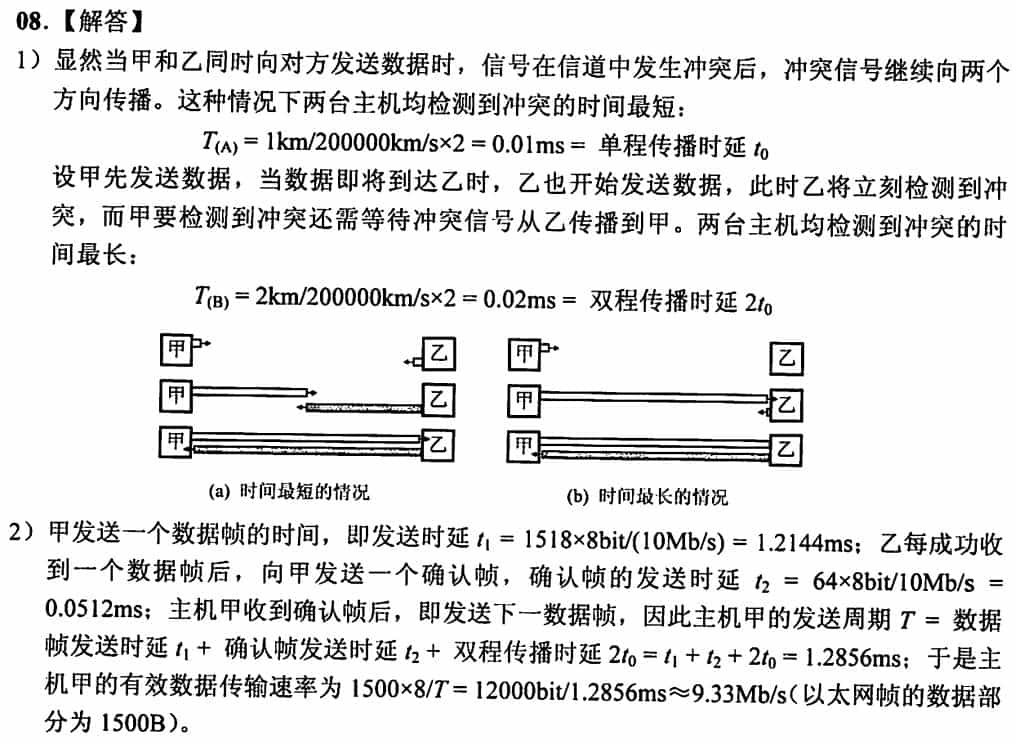 08.【解答】
1）显然当甲和乙同时向对方发送数据时，信号在信道中发生冲突后，冲突信号继续向两个
方向传播。这种情况下两台主机均检测到冲突的时间最短：
T(A) = 1km/200000km/s×2 = 0.01ms = 单程传播时延 t₀
设甲先发送数据，当数据即将到达乙时，乙也开始发送数据，此时乙将立刻检测到冲
突，而甲要检测到冲突还需等待冲突信号从乙传播到甲。两台主机均检测到冲突的时
间最长：
T(B) = 2km/200000km/s×2 = 0.02ms = 双程传播时延 2t₀
甲 乙 甲 乙
甲 乙 甲 乙
甲 乙 甲 乙
(a) 时间最短的情况 (b) 时间最长的情况
2）甲发送一个数据帧的时间，即发送时延 t₁ = 1518×8bit/(10Mb/s) = 1.2144ms；乙每成功收
到一个数据帧后，向甲发送一个确认帧，确认帧的发送时延 t₂ = 64×8bit/10Mb/s =
0.0512ms；主机甲收到确认帧后，即发送下一数据帧，因此主机甲的发送周期 T = 数据
帧发送时延 t₁ + 确认帧发送时延 t₂ + 双程传播时延 2t₀ = t₁ + t₂ + 2t₀ = 1.2856ms；于是主
机甲的有效数据传输速率为 1500×8/T = 12000bit/1.2856ms≈9.33Mb/s（以太网帧的数据部
分为 1500B）。